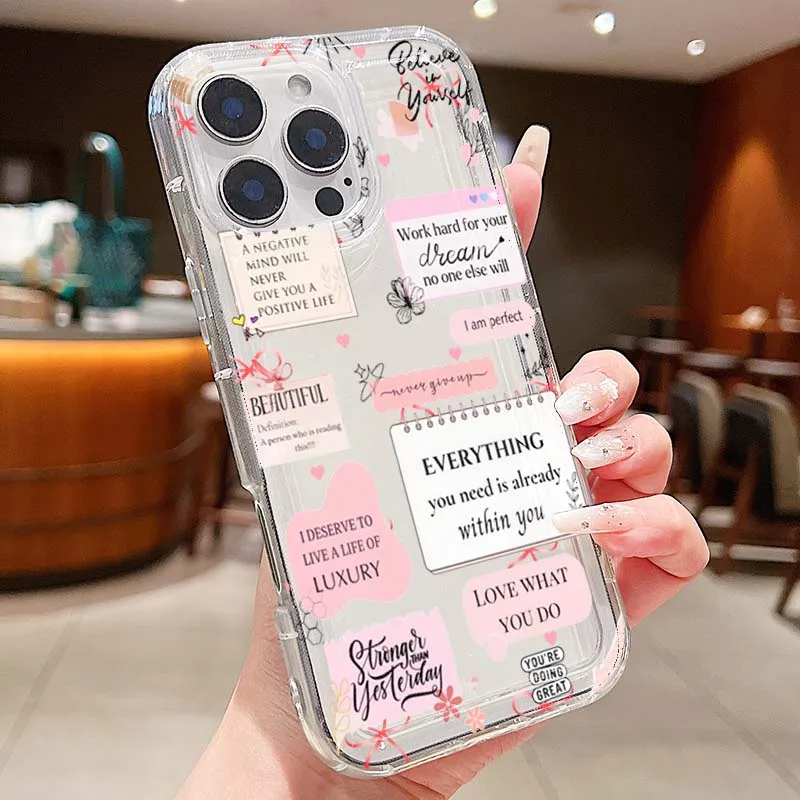 Believe
in
Yourself
A NEGATIVE
MIND WILL
NEVER
GIVE YOU A
POSITIVE LIFE
Work hard for your
dream
no one else will
I am perfect
never give up
BEAUTIFUL
Definition:
A person who is reading
this!!!
EVERYTHING
you need is already
within you
I DESERVE TO
LIVE A LIFE OF
LUXURY
LOVE WHAT
YOU DO
Stronger
THAN
Yesterday
YOU'RE
DOING
GREAT